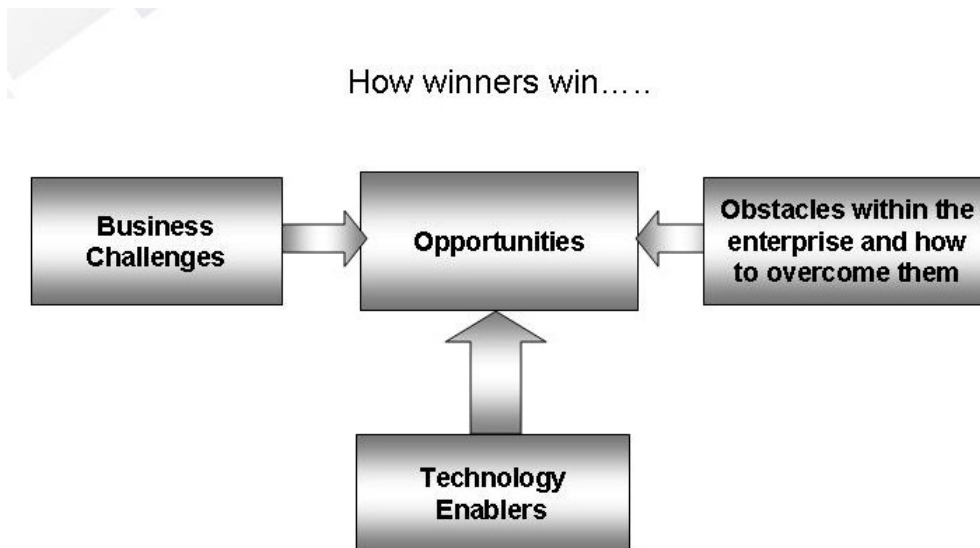 How winners win.....
Business
Challenges
Opportunities
Obstacles within the
enterprise and how
to overcome them
Technology
Enablers